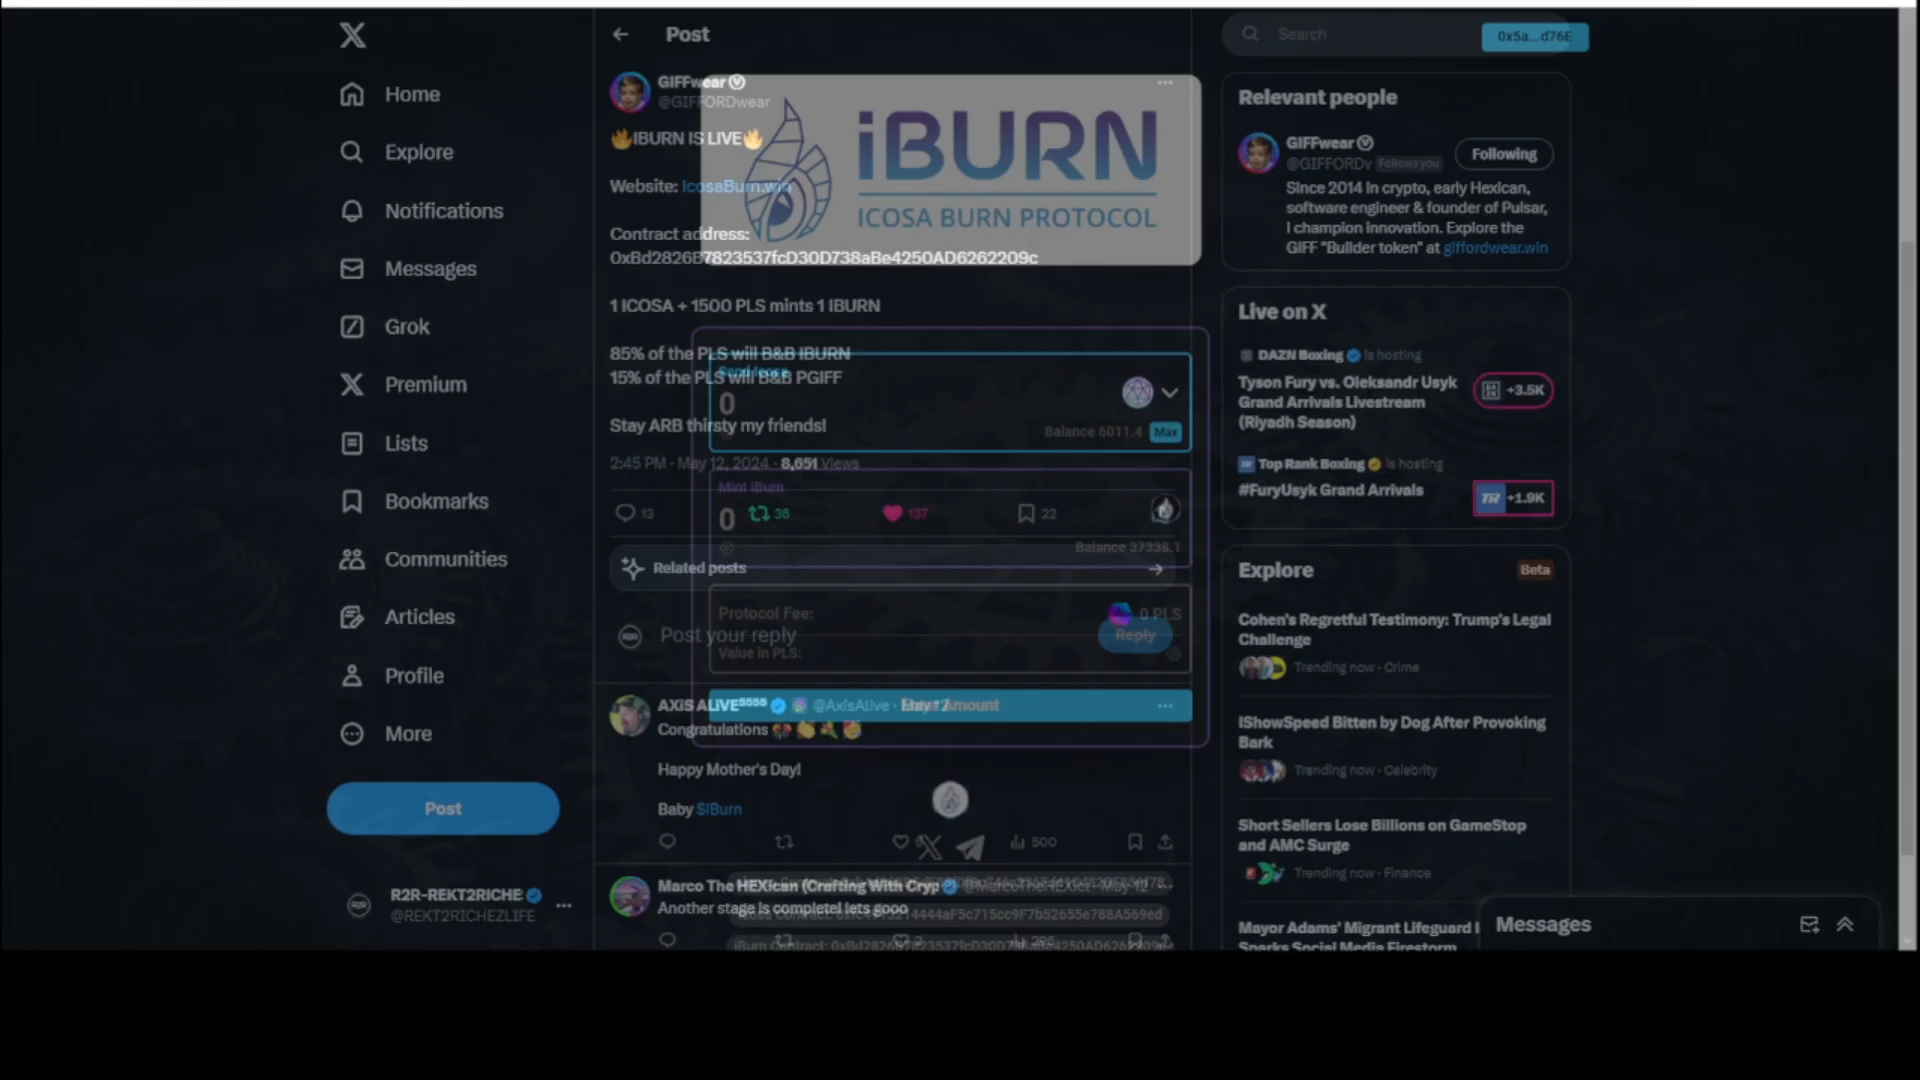 Home
Explore
Notifications
Messages
Grok
Premium
Lists
Bookmarks
Communities
Articles
Profile
More
Post
R2R-REKT2RICHE
@REKT2RICHEZLIFE
Post
GIFFwear
@GIFFORDwear
🔥IBURN IS LIVE🔥
Website: IcosaBurn.win
Contract address:
0xBd2826B7823537fcD30D738aBe4250AD6262209c
1 ICOSA + 1500 PLS mints 1 IBURN
85% of the PLS will B&B IBURN
15% of the PLS will B&B PGIFF
Stay ARB thirsty my friends!
2:45 PM · May 12, 2024 · 8,651 Views
13
36
137
22
Related posts
Post your reply
Reply
AXiS ALiVE⁵⁵⁵⁵ @AxisAlive · May 12
Congratulations
Happy Mother's Day!
Baby $IBurn
500
Marco The HEXican (Crafting With Cryp
Another stage is complete! lets gooo
iBURN
ICOSA BURN PROTOCOL
0
Balance 6011.4 Max
Mint iBurn
0
Balance 37338.1
Protocol Fee: 0 PLS
Value in PLS:
Amount
iBurn Contract:
Search
0x5a...d76E
Relevant people
GIFFwear
@GIFFORDv Follows you
Following
Since 2014 in crypto, early Hexican,
software engineer & founder of Pulsar,
I champion innovation. Explore the
GIFF "Builder token" at giffordwear.win
Live on X
DAZN Boxing is hosting
Tyson Fury vs. Oleksandr Usyk
Grand Arrivals Livestream
(Riyadh Season)
+3.5K
Top Rank Boxing is hosting
#FuryUsyk Grand Arrivals
TR +1.9K
Explore
Beta
Cohen's Regretful Testimony: Trump's Legal
Challenge
Trending now · Crime
IShowSpeed Bitten by Dog After Provoking
Bark
Trending now · Celebrity
Short Sellers Lose Billions on GameStop
and AMC Surge
Trending now · Finance
Mayor Adams' Migrant Lifeguard
Sparks Social Media Firestorm
Messages